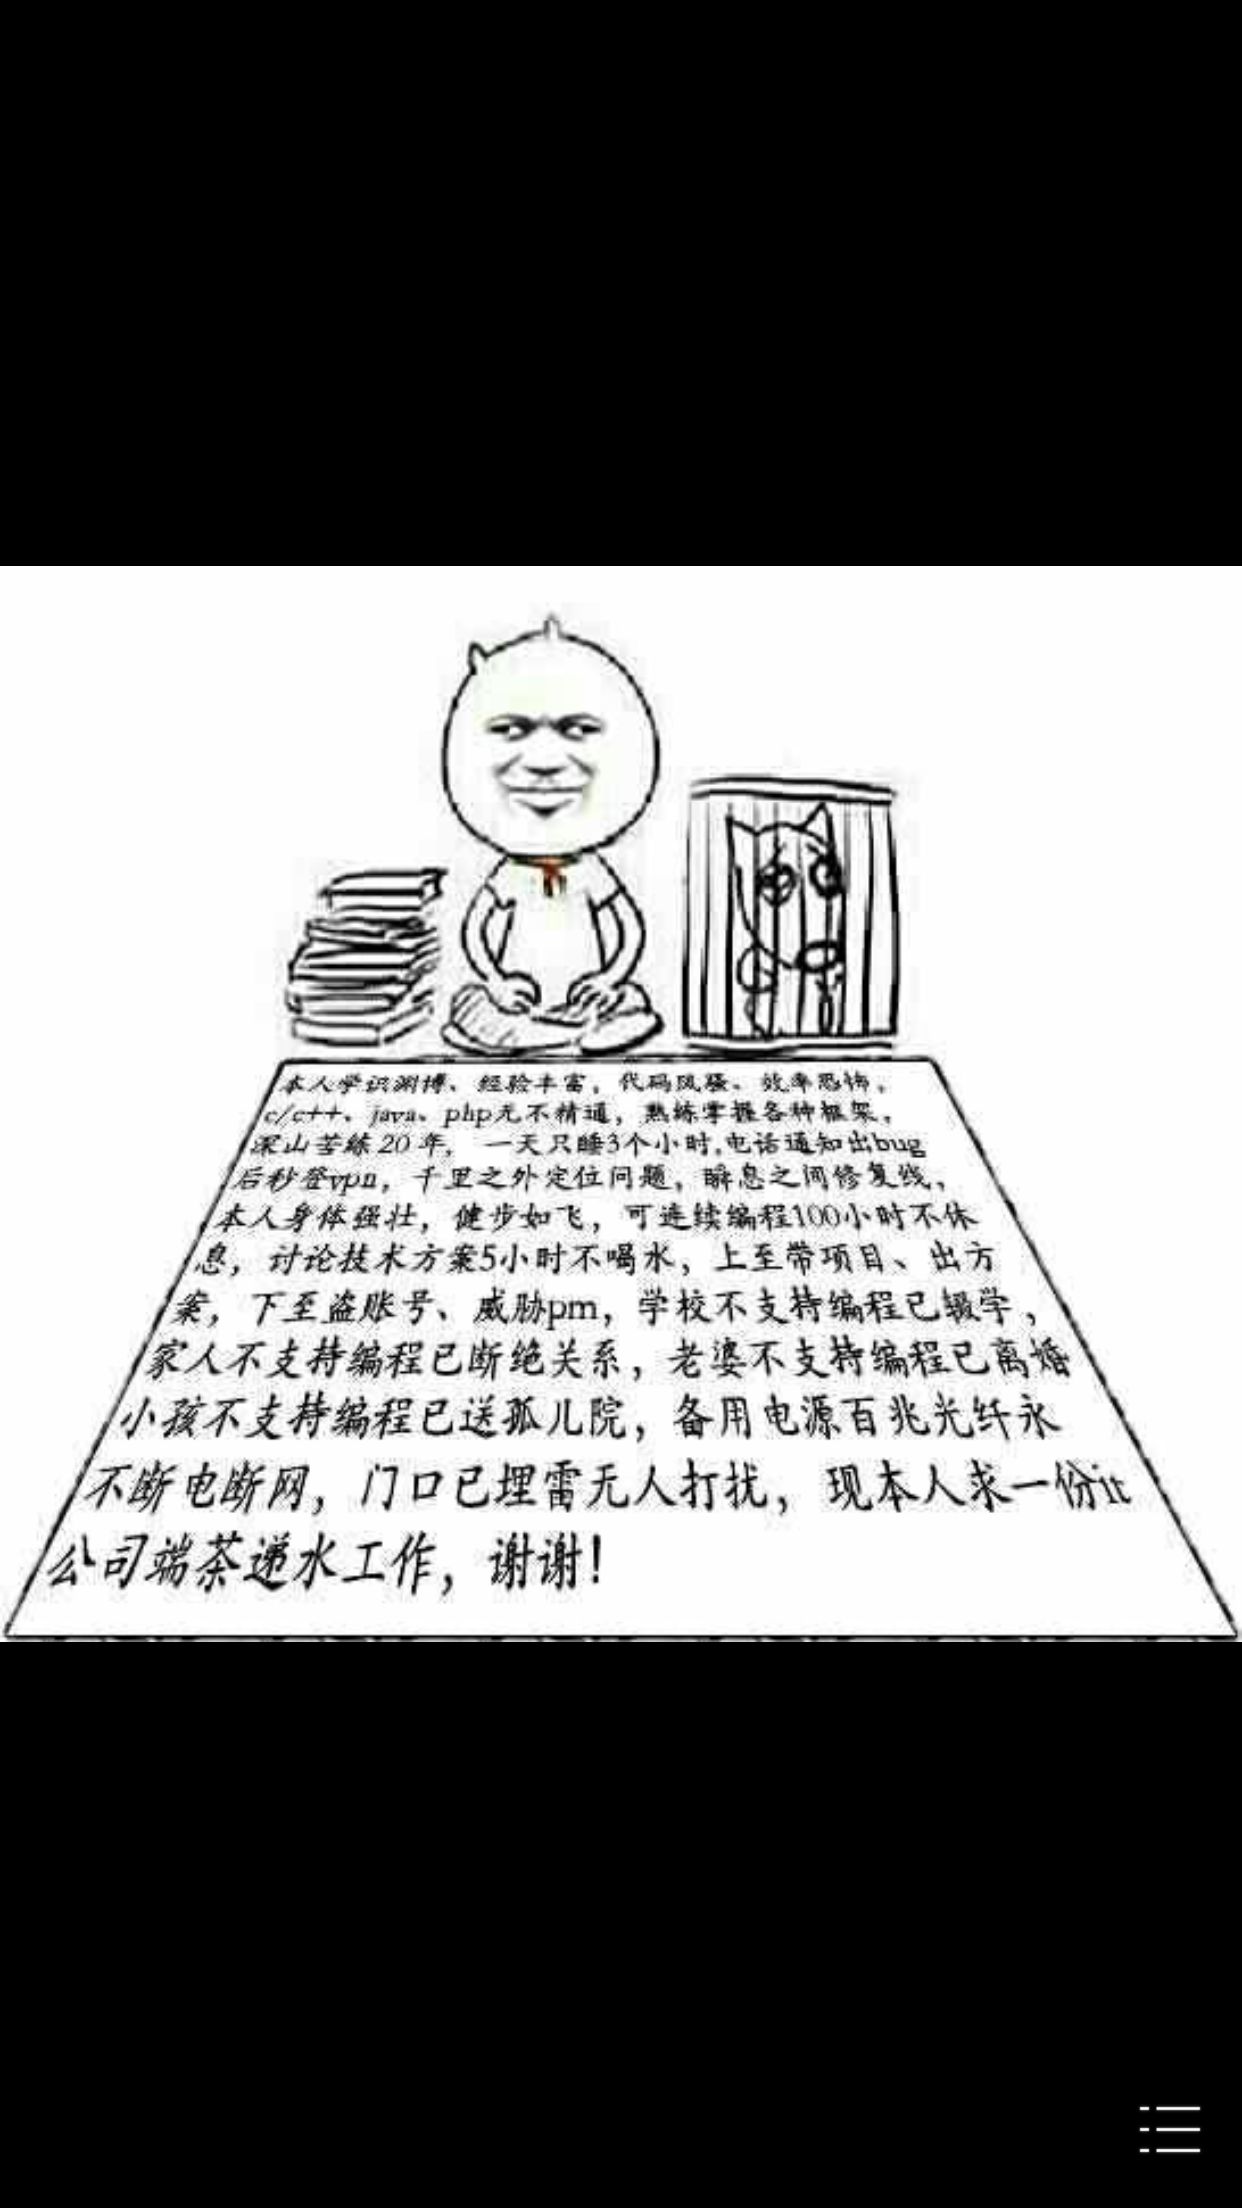 本人学识渊博、经验丰富，代码风骚、效率恐怖，
c/c++、java、php无不精通，熟练掌握各种框架，
深山苦练20年，一天只睡3个小时,电话通知出bug
后秒登vpn，千里之外定位问题，瞬息之间修复线，
本人身体强壮，健步如飞，可连续编程100小时不休
息，讨论技术方案5小时不喝水，上至带项目、出方
案，下至盗账号、威胁pm，学校不支持编程已辍学，
家人不支持编程已断绝关系，老婆不支持编程已离婚
小孩不支持编程已送孤儿院，备用电源百兆光纤永
不断电断网，门口已埋雷无人打扰，现本人求一份it
公司端茶递水工作，谢谢！